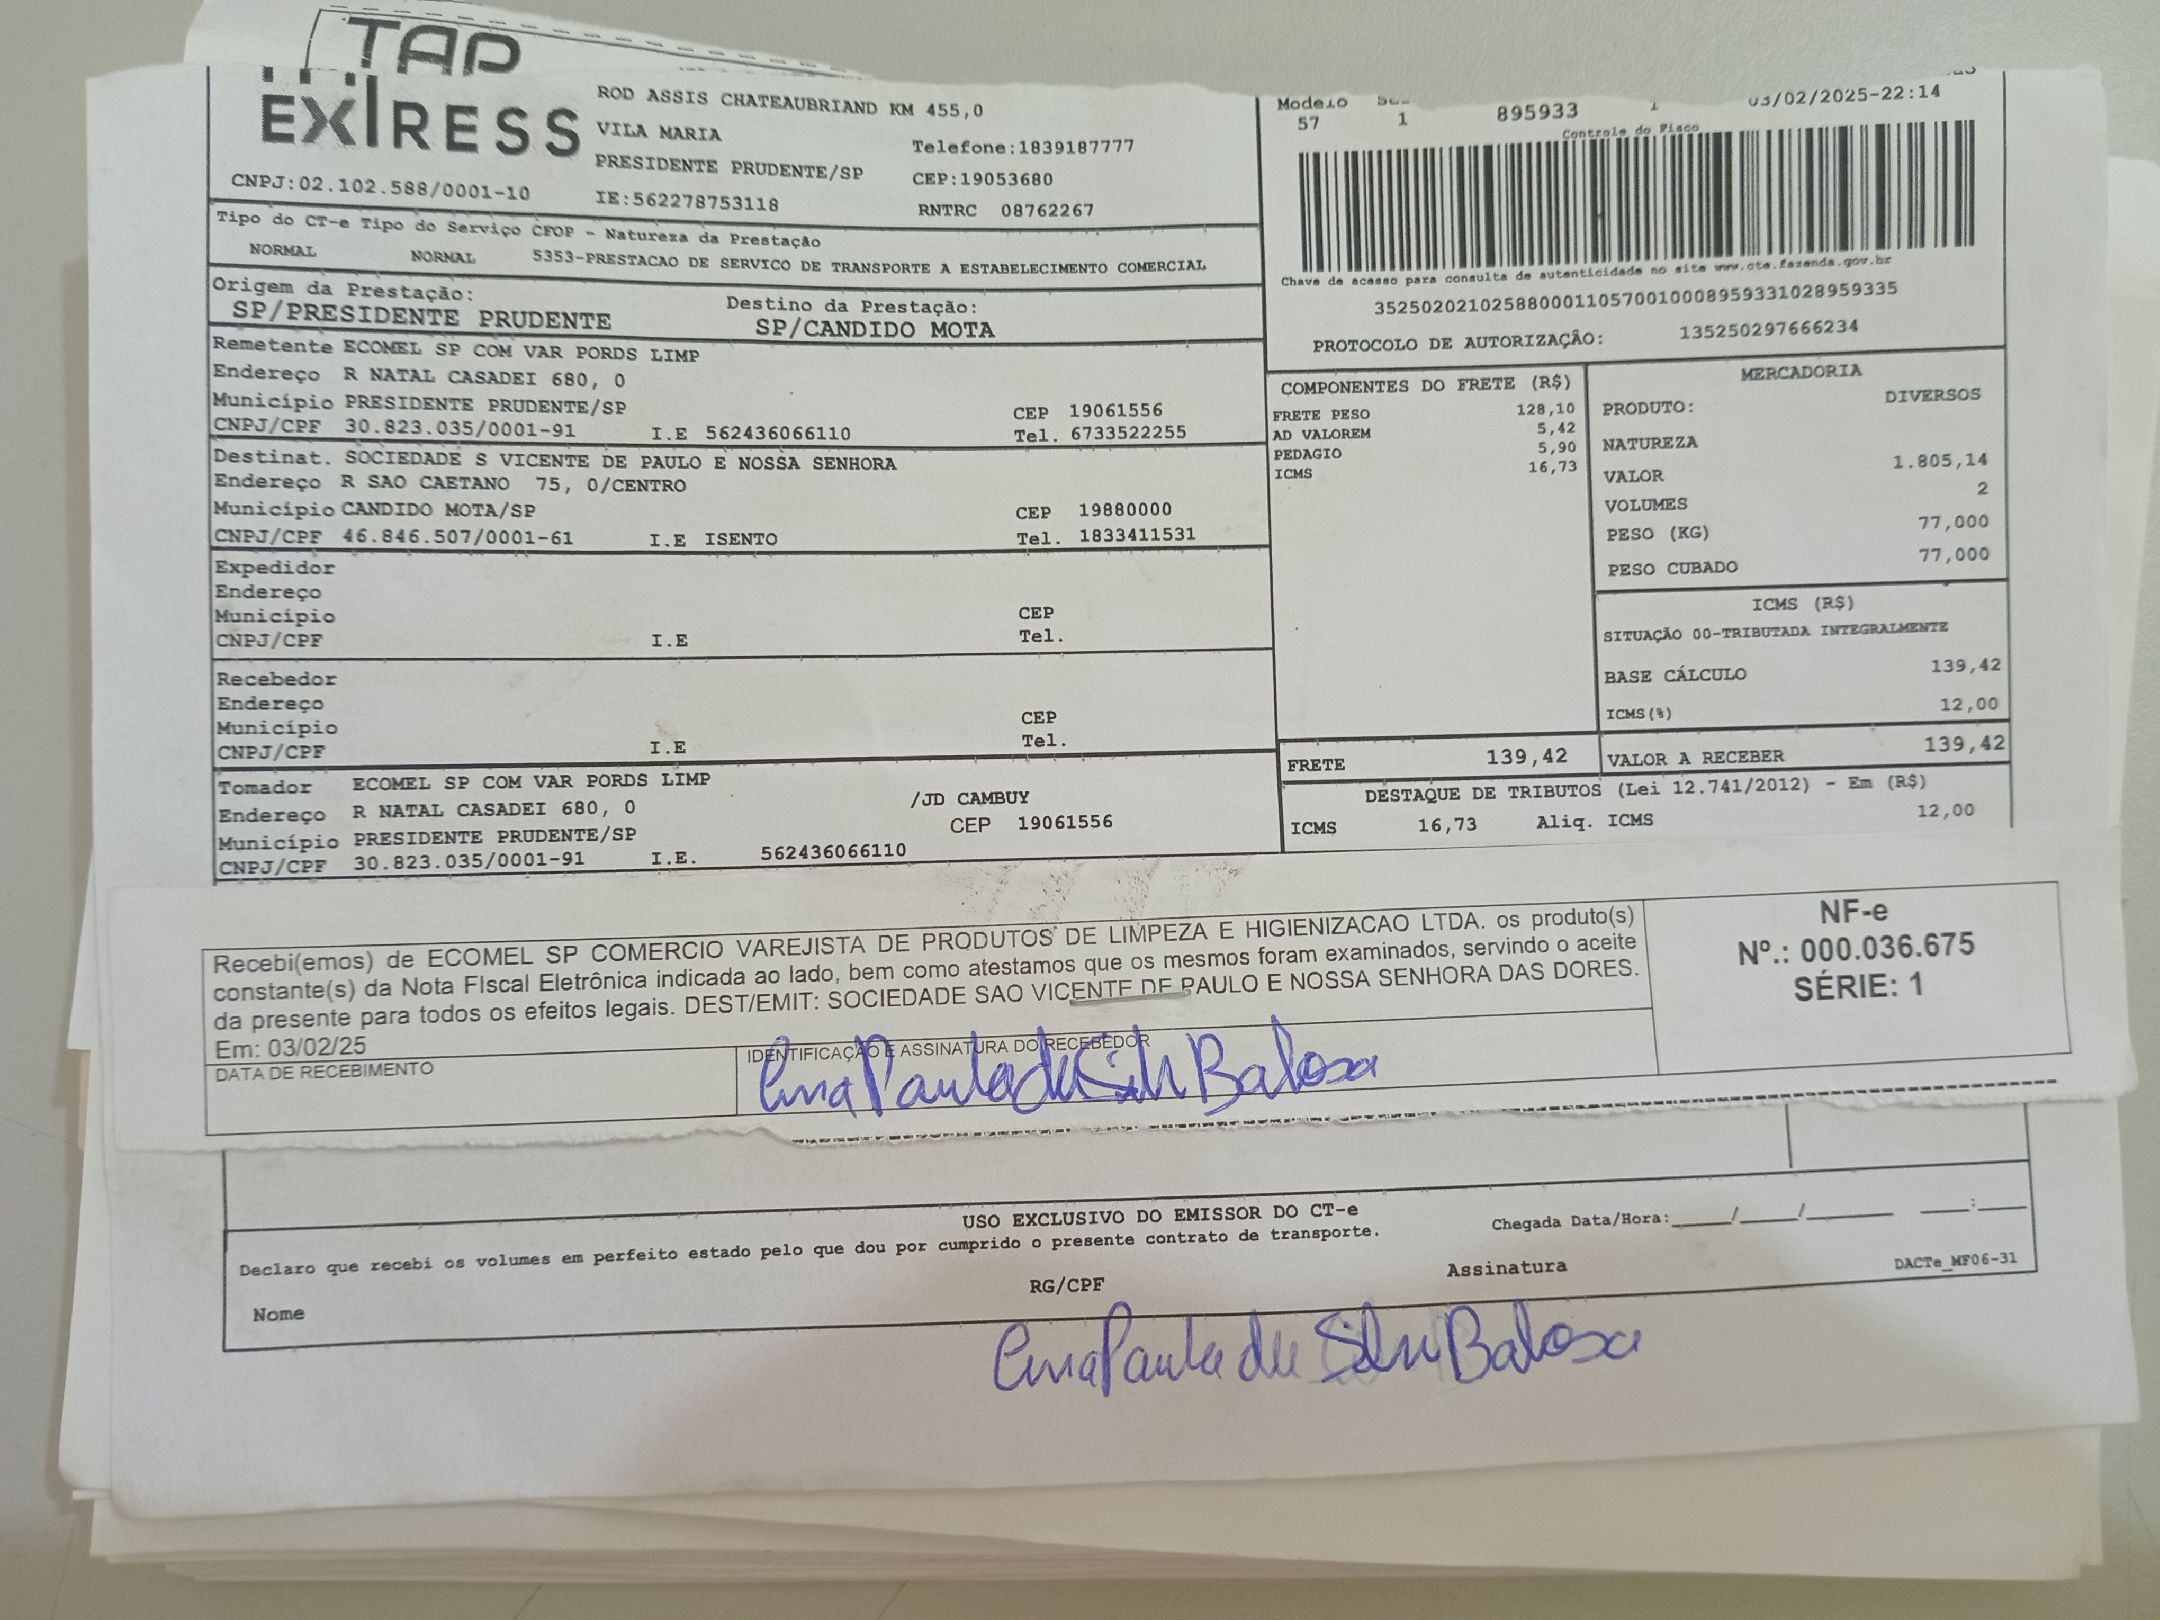 TAP
EXIRESS
ROD ASSIS CHATEAUBRIAND KM 455,0
VILA MARIA
Telefone:1839187777
PRESIDENTE PRUDENTE/SP
CEP:19053680
CNPJ:02.102.588/0001-10
IE:562278753118
RNTRC 08762267
Modelo
57 1 895933 1 03/02/2025-22:14
Controle do Fisco
Chave de acesso para consulta de autenticidade no site www.cte.fazenda.gov.br
35250202102588000110570010008959331028959335
PROTOCOLO DE AUTORIZAÇÃO: 135250297666234
Tipo do CT-e Tipo do Serviço CFOP - Natureza da Prestação
NORMAL NORMAL 5353-PRESTACAO DE SERVICO DE TRANSPORTE A ESTABELECIMENTO COMERCIAL
Origem da Prestação: Destino da Prestação:
SP/PRESIDENTE PRUDENTE SP/CANDIDO MOTA
Remetente ECOMEL SP COM VAR PORDS LIMP
Endereço R NATAL CASADEI 680, 0
Município PRESIDENTE PRUDENTE/SP CEP 19061556
CNPJ/CPF 30.823.035/0001-91 I.E 562436066110 Tel. 6733522255
Destinat. SOCIEDADE S VICENTE DE PAULO E NOSSA SENHORA
Endereço R SAO CAETANO 75, 0/CENTRO
Município CANDIDO MOTA/SP CEP 19880000
CNPJ/CPF 46.846.507/0001-61 I.E ISENTO Tel. 1833411531
Expedidor
Endereço
Município CEP
CNPJ/CPF I.E Tel.
Recebedor
Endereço
Município CEP
CNPJ/CPF I.E Tel.
Tomador ECOMEL SP COM VAR PORDS LIMP
Endereço R NATAL CASADEI 680, 0 /JD CAMBUY
Município PRESIDENTE PRUDENTE/SP CEP 19061556
CNPJ/CPF 30.823.035/0001-91 I.E. 562436066110
COMPONENTES DO FRETE (R$)
FRETE PESO 128,10
AD VALOREM 5,42
PEDAGIO 5,90
ICMS 16,73
MERCADORIA
PRODUTO: DIVERSOS
NATUREZA
VALOR 1.805,14
VOLUMES 2
PESO (KG) 77,000
PESO CUBADO 77,000
ICMS (R$)
SITUAÇÃO 00-TRIBUTADA INTEGRALMENTE
BASE CÁLCULO 139,42
ICMS(%) 12,00
FRETE 139,42 VALOR A RECEBER 139,42
DESTAQUE DE TRIBUTOS (Lei 12.741/2012) - Em (R$)
ICMS 16,73 Aliq. ICMS 12,00
Recebi(emos) de ECOMEL SP COMERCIO VAREJISTA DE PRODUTOS DE LIMPEZA E HIGIENIZACAO LTDA. os produto(s)
constante(s) da Nota FIscal Eletrônica indicada ao lado, bem como atestamos que os mesmos foram examinados, servindo o aceite
da presente para todos os efeitos legais. DEST/EMIT: SOCIEDADE SAO VICENTE DE PAULO E NOSSA SENHORA DAS DORES.
Em: 03/02/25
DATA DE RECEBIMENTO
IDENTIFICAÇÃO E ASSINATURA DO RECEBEDOR
NF-e
Nº.: 000.036.675
SÉRIE: 1
USO EXCLUSIVO DO EMISSOR DO CT-e
Chegada Data/Hora:_____/_____/_______ ____:____
Declaro que recebi os volumes em perfeito estado pelo que dou por cumprido o presente contrato de transporte.
Nome RG/CPF Assinatura
DACTe_MF06-31